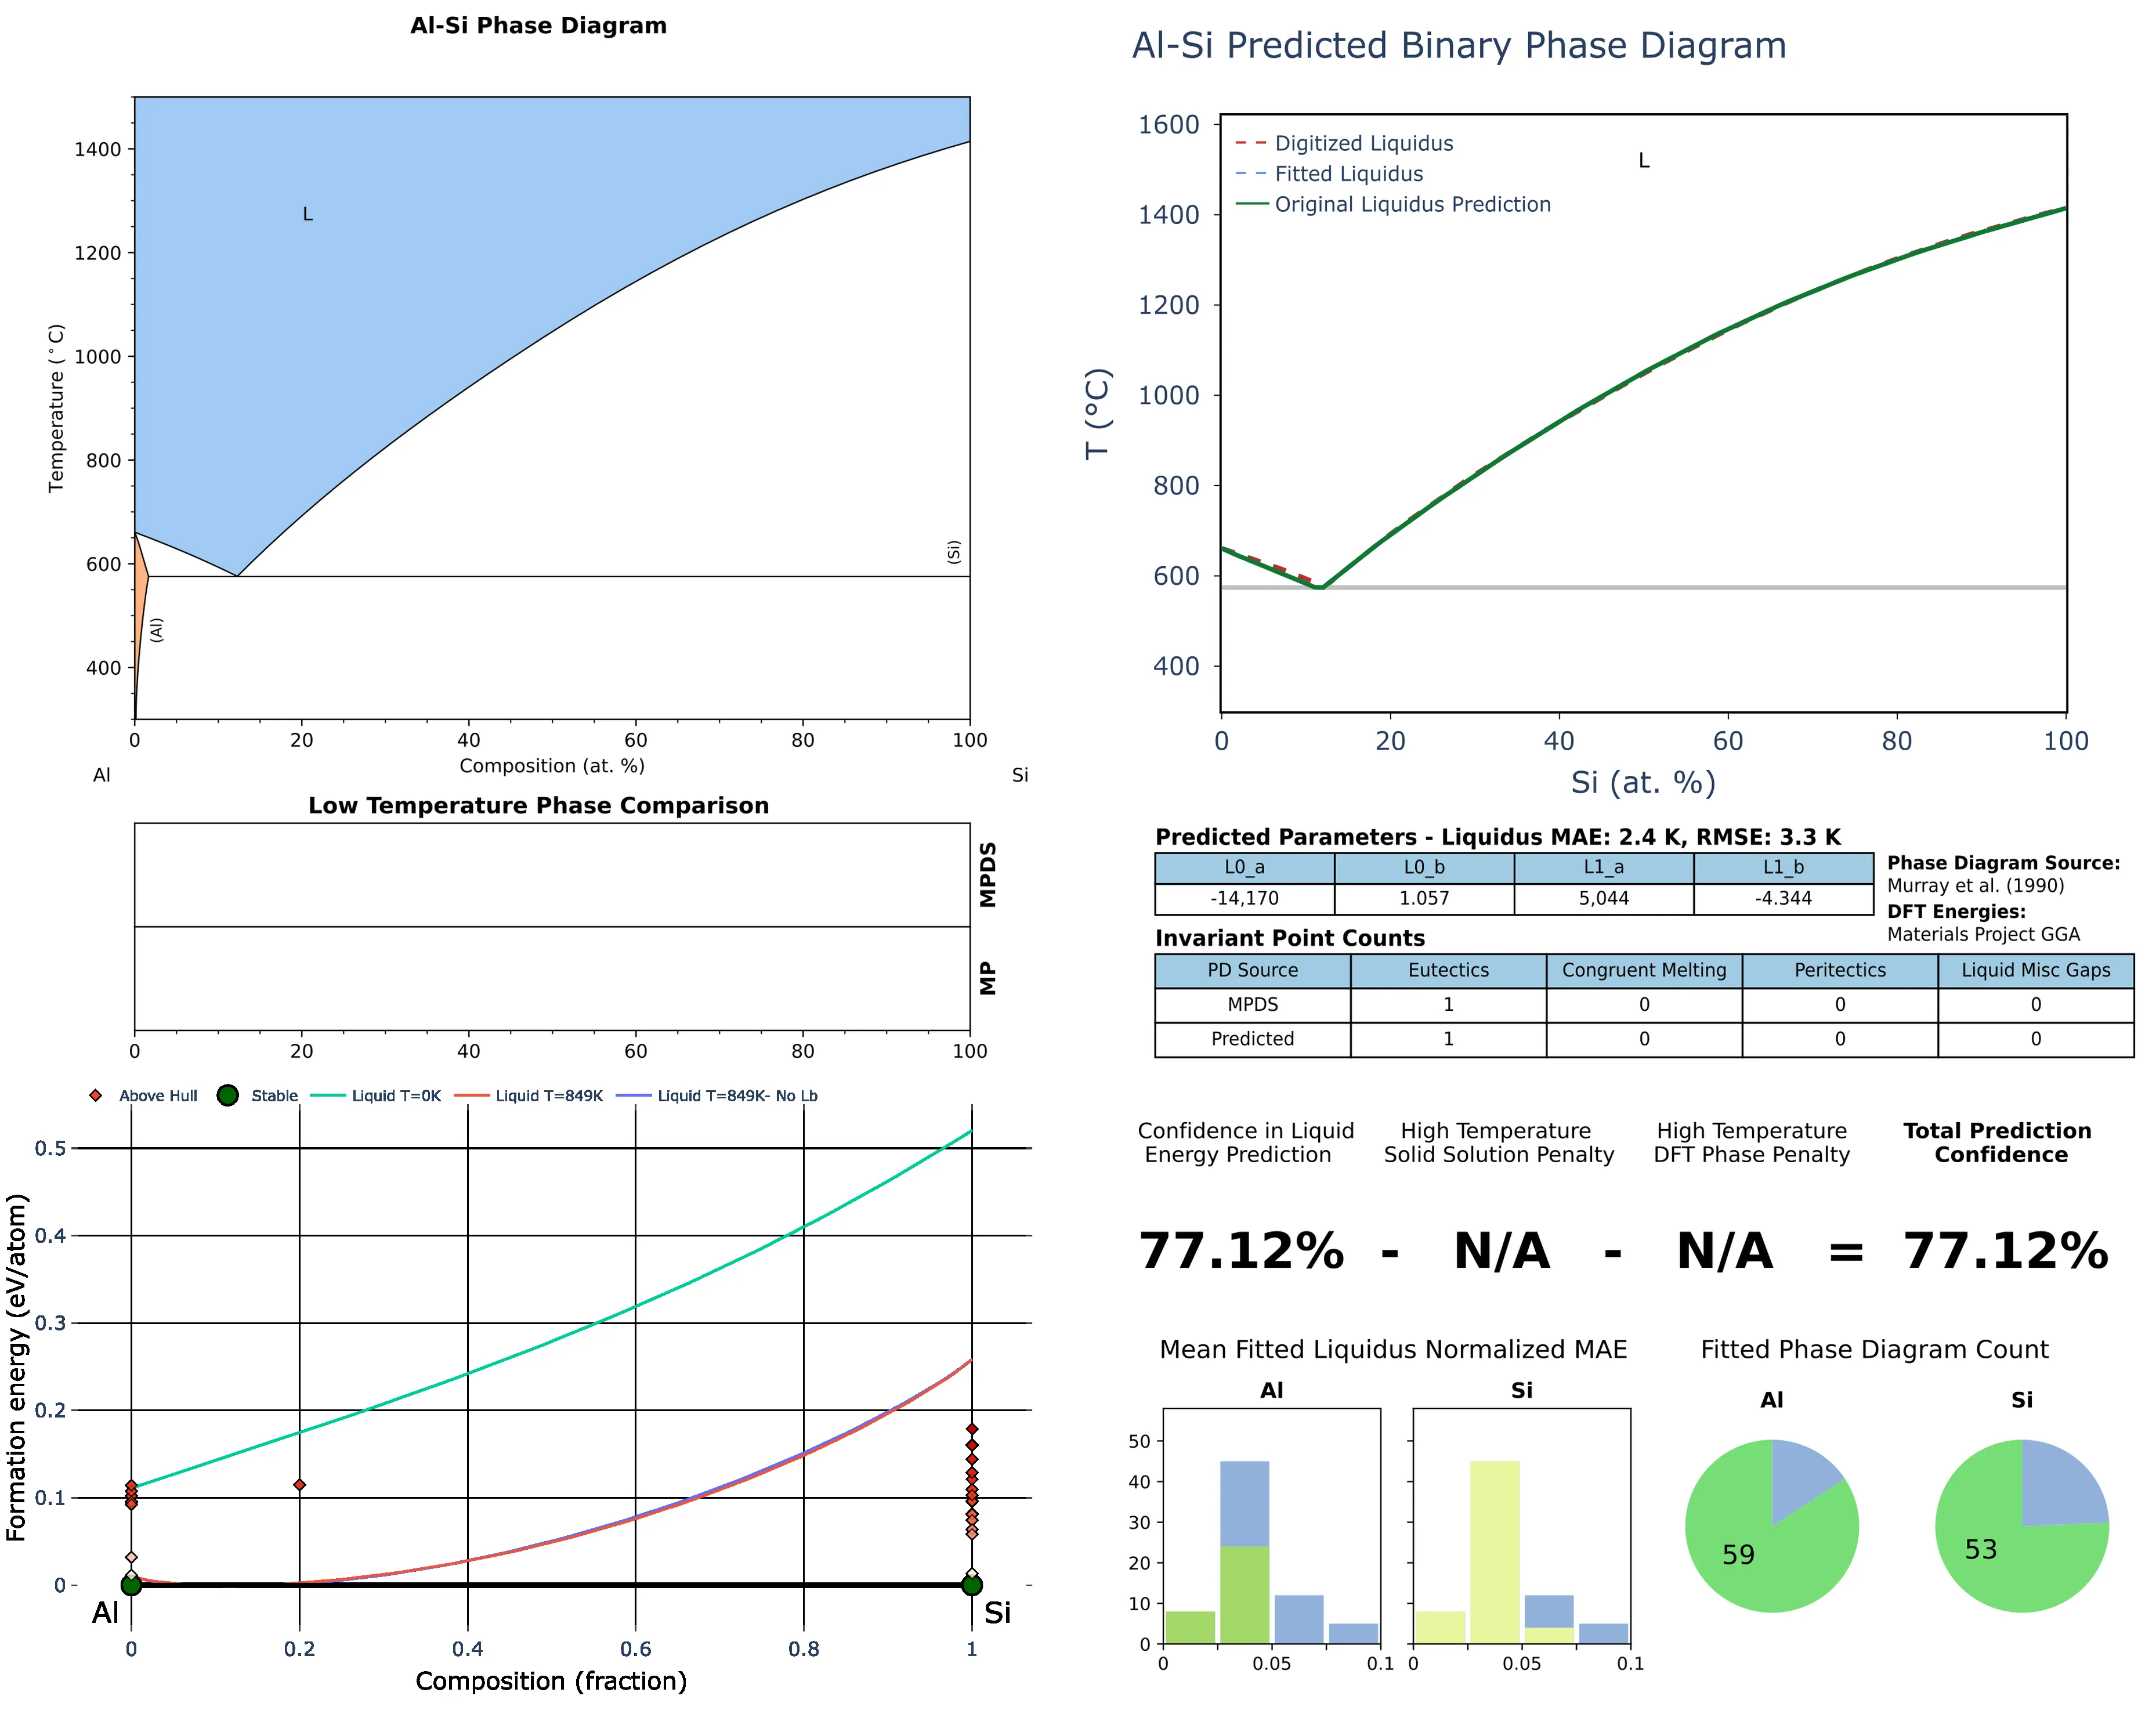 Al-Si Phase Diagram
1400
1200
1000
800
600
400
Temperature (°C)
L
(Al)
(Si)
0 20 40 60 80 100
Al Composition (at. %) Si
Low Temperature Phase Comparison
MPDS
MP
0 20 40 60 80 100
Above Hull Stable Liquid T=0K Liquid T=849K Liquid T=849K- No Lb
0.5
0.4
0.3
0.2
0.1
0
Formation energy (eV/atom)
Al Si
0 0.2 0.4 0.6 0.8 1
Composition (fraction)
Al-Si Predicted Binary Phase Diagram
1600
1400
1200
1000
800
600
400
T (°C)
Digitized Liquidus
Fitted Liquidus
Original Liquidus Prediction
L
0 20 40 60 80 100
Si (at. %)
Predicted Parameters - Liquidus MAE: 2.4 K, RMSE: 3.3 K
L0_a L0_b L1_a L1_b
-14,170 1.057 5,044 -4.344
Phase Diagram Source:
Murray et al. (1990)
DFT Energies:
Materials Project GGA
Invariant Point Counts
PD Source Eutectics Congruent Melting Peritectics Liquid Misc Gaps
MPDS 1 0 0 0
Predicted 1 0 0 0
Confidence in Liquid
Energy Prediction
High Temperature
Solid Solution Penalty
High Temperature
DFT Phase Penalty
Total Prediction
Confidence
77.12% - N/A - N/A = 77.12%
Mean Fitted Liquidus Normalized MAE
Al Si
50
40
30
20
10
0
0 0.05 0.1 0 0.05 0.1
Fitted Phase Diagram Count
Al Si
59 53